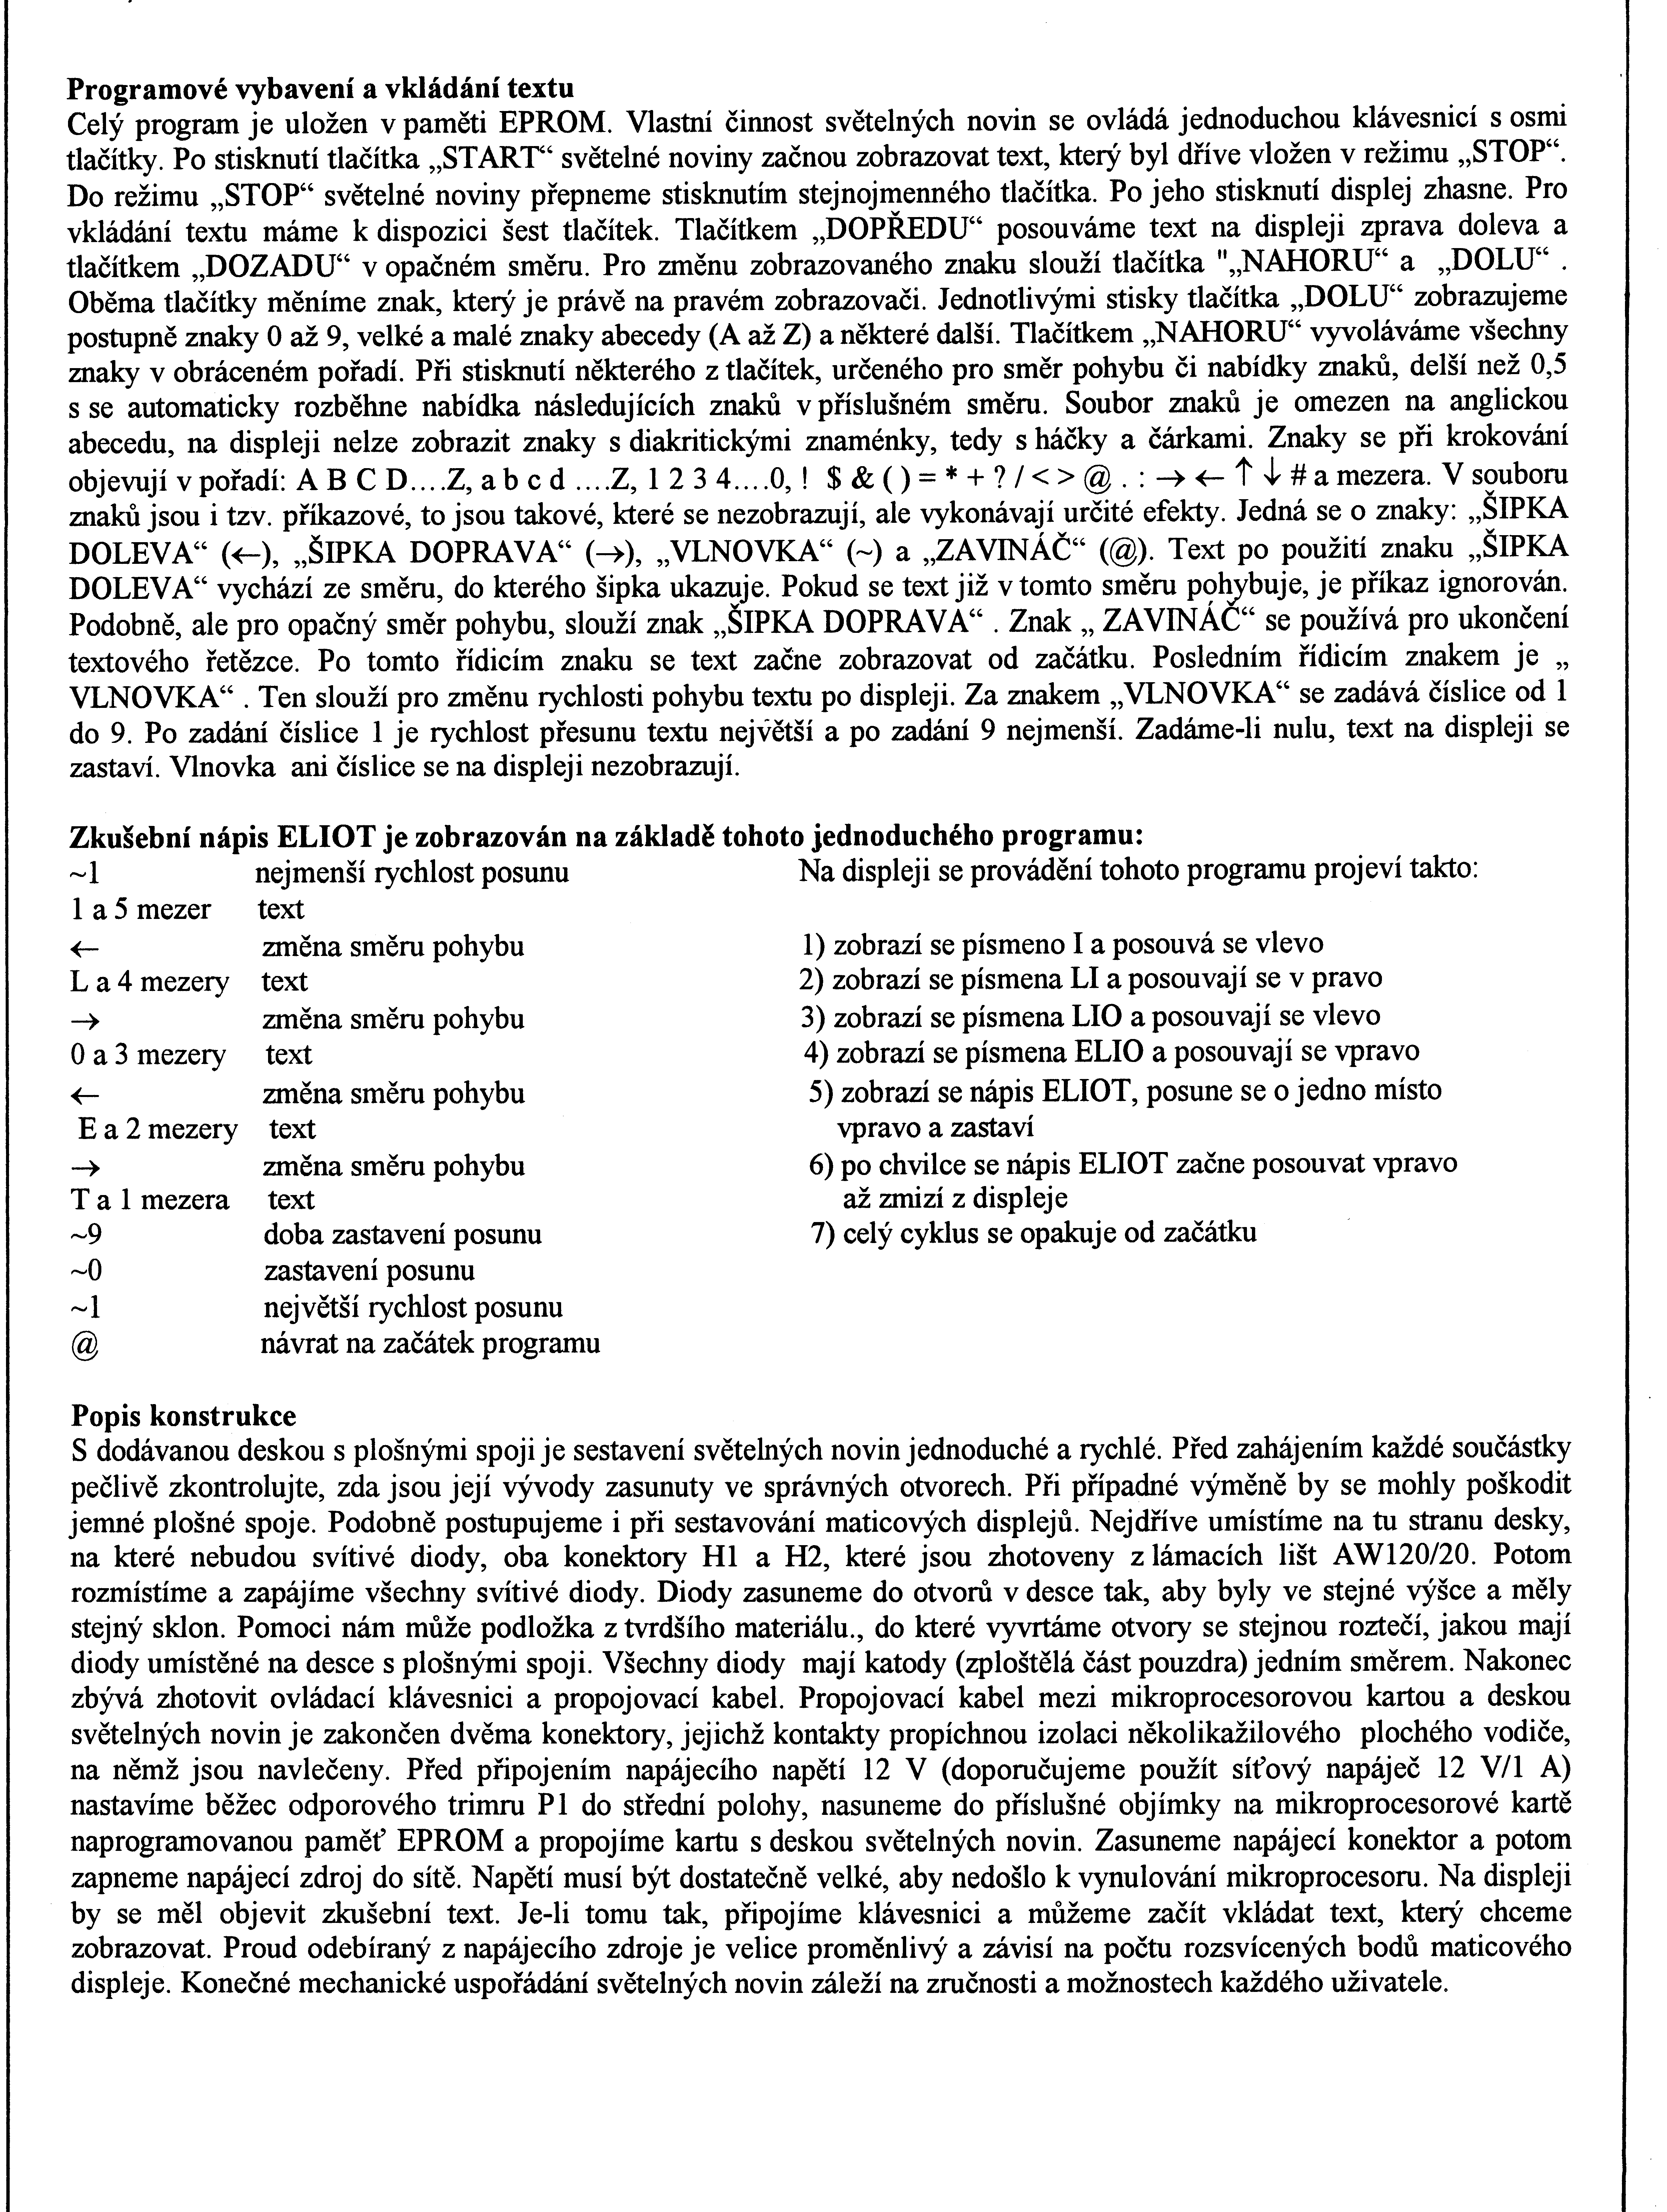 Programové vybavení a vkládání textu
Celý program je uložen v paměti EPROM. Vlastní činnost světelných novin se ovládá jednoduchou klávesnicí s osmi
tlačítky. Po stisknutí tlačítka „START“ světelné noviny začnou zobrazovat text, který byl dříve vložen v režimu „STOP“.
Do režimu „STOP“ světelné noviny přepneme stisknutím stejnojmenného tlačítka. Po jeho stisknutí displej zhasne. Pro
vkládání textu máme k dispozici šest tlačítek. Tlačítkem „DOPŘEDU“ posouváme text na displeji zprava doleva a
tlačítkem „DOZADU“ v opačném směru. Pro změnu zobrazovaného znaku slouží tlačítka "„NAHORU“ a „DOLU“ .
Oběma tlačítky měníme znak, který je právě na pravém zobrazovači. Jednotlivými stisky tlačítka „DOLU“ zobrazujeme
postupně znaky 0 až 9, velké a malé znaky abecedy (A až Z) a některé další. Tlačítkem „NAHORU“ vyvoláváme všechny
znaky v obráceném pořadí. Při stisknutí některého z tlačítek, určeného pro směr pohybu či nabídky znaků, delší než 0,5
s se automaticky rozběhne nabídka následujících znaků v příslušném směru. Soubor znaků je omezen na anglickou
abecedu, na displeji nelze zobrazit znaky s diakritickými znaménky, tedy s háčky a čárkami. Znaky se při krokování
objevují v pořadí: A B C D....Z, a b c d ....Z, 1 2 3 4....0, ! $ & ( ) = * + ? / < > @ . : → ← ↑ ↓ # a mezera. V souboru
znaků jsou i tzv. příkazové, to jsou takové, které se nezobrazují, ale vykonávají určité efekty. Jedná se o znaky: „ŠIPKA
DOLEVA“ (←), „ŠIPKA DOPRAVA“ (→), „VLNOVKA“ (~) a „ZAVINÁČ“ (@). Text po použití znaku „ŠIPKA
DOLEVA“ vychází ze směru, do kterého šipka ukazuje. Pokud se text již v tomto směru pohybuje, je příkaz ignorován.
Podobně, ale pro opačný směr pohybu, slouží znak „ŠIPKA DOPRAVA“ . Znak „ ZAVINÁČ“ se používá pro ukončení
textového řetězce. Po tomto řídicím znaku se text začne zobrazovat od začátku. Posledním řídicím znakem je „
VLNOVKA“ . Ten slouží pro změnu rychlosti pohybu textu po displeji. Za znakem „VLNOVKA“ se zadává číslice od 1
do 9. Po zadání číslice 1 je rychlost přesunu textu největší a po zadání 9 nejmenší. Zadáme-li nulu, text na displeji se
zastaví. Vlnovka ani číslice se na displeji nezobrazují.
Zkušební nápis ELIOT je zobrazován na základě tohoto jednoduchého programu:
~1 nejmenší rychlost posunu
1 a 5 mezer text
← změna směru pohybu
L a 4 mezery text
→ změna směru pohybu
0 a 3 mezery text
← změna směru pohybu
E a 2 mezery text
→ změna směru pohybu
T a 1 mezera text
~9 doba zastavení posunu
~0 zastavení posunu
~1 největší rychlost posunu
@ návrat na začátek programu
Na displeji se provádění tohoto programu projeví takto:
1) zobrazí se písmeno I a posouvá se vlevo
2) zobrazí se písmena LI a posouvají se v pravo
3) zobrazí se písmena LIO a posouvají se vlevo
4) zobrazí se písmena ELIO a posouvají se vpravo
5) zobrazí se nápis ELIOT, posune se o jedno místo
vpravo a zastaví
6) po chvilce se nápis ELIOT začne posouvat vpravo
až zmizí z displeje
7) celý cyklus se opakuje od začátku
Popis konstrukce
S dodávanou deskou s plošnými spoji je sestavení světelných novin jednoduché a rychlé. Před zahájením každé součástky
pečlivě zkontrolujte, zda jsou její vývody zasunuty ve správných otvorech. Při případné výměně by se mohly poškodit
jemné plošné spoje. Podobně postupujeme i při sestavování maticových displejů. Nejdříve umístíme na tu stranu desky,
na které nebudou svítivé diody, oba konektory H1 a H2, které jsou zhotoveny z lámacích lišt AW120/20. Potom
rozmístíme a zapájíme všechny svítivé diody. Diody zasuneme do otvorů v desce tak, aby byly ve stejné výšce a měly
stejný sklon. Pomoci nám může podložka z tvrdšího materiálu., do které vyvrtáme otvory se stejnou roztečí, jakou mají
diody umístěné na desce s plošnými spoji. Všechny diody mají katody (zploštělá část pouzdra) jedním směrem. Nakonec
zbývá zhotovit ovládací klávesnici a propojovací kabel. Propojovací kabel mezi mikroprocesorovou kartou a deskou
světelných novin je zakončen dvěma konektory, jejichž kontakty propíchnou izolaci několikažilového plochého vodiče,
na němž jsou navlečeny. Před připojením napájecího napětí 12 V (doporučujeme použít síťový napáječ 12 V/1 A)
nastavíme běžec odporového trimru P1 do střední polohy, nasuneme do příslušné objímky na mikroprocesorové kartě
naprogramovanou paměť EPROM a propojíme kartu s deskou světelných novin. Zasuneme napájecí konektor a potom
zapneme napájecí zdroj do sítě. Napětí musí být dostatečně velké, aby nedošlo k vynulování mikroprocesoru. Na displeji
by se měl objevit zkušební text. Je-li tomu tak, připojíme klávesnici a můžeme začít vkládat text, který chceme
zobrazovat. Proud odebíraný z napájecího zdroje je velice proměnlivý a závisí na počtu rozsvícených bodů maticového
displeje. Konečné mechanické uspořádání světelných novin záleží na zručnosti a možnostech každého uživatele.